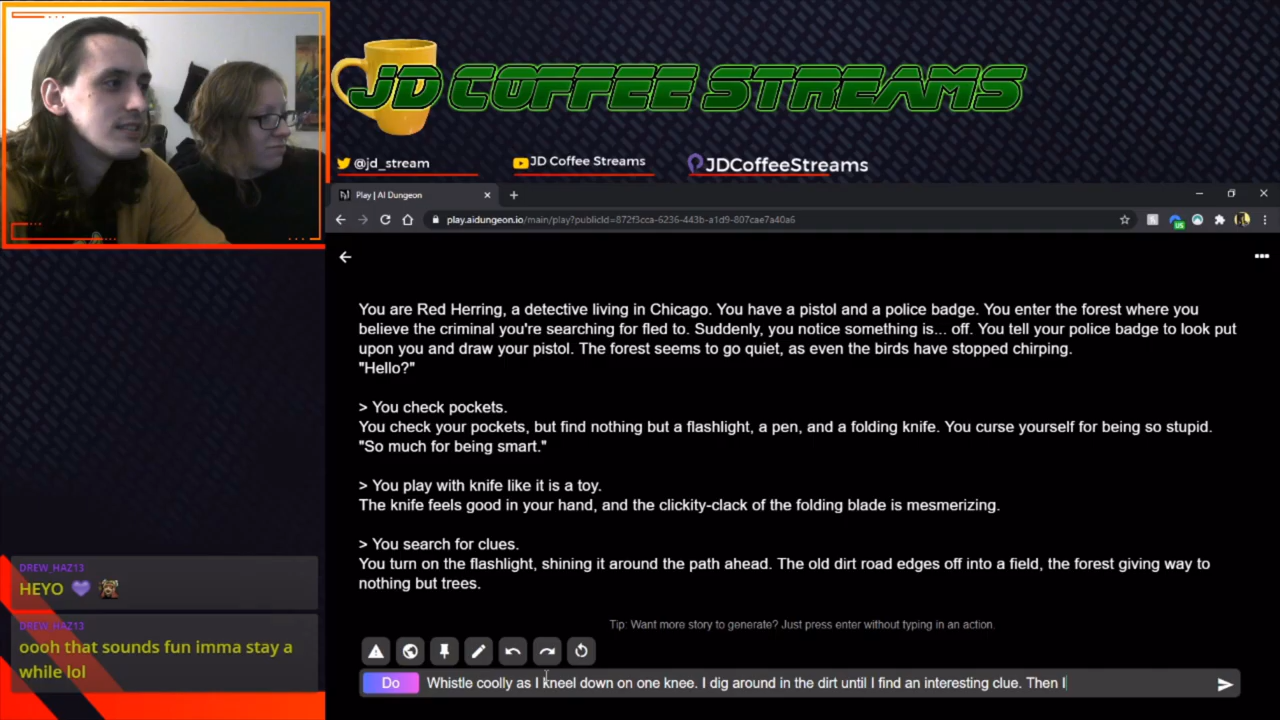 JD COFFEE STREAMS
@jd_stream
JD Coffee Streams
JDCoffeeStreams
Play | AI Dungeon
play.aidungeon.io/main/play?publicId=872f3cca-6236-443b-a1d9-807cae7a40a6
US
You are Red Herring, a detective living in Chicago. You have a pistol and a police badge. You enter the forest where you
believe the criminal you're searching for fled to. Suddenly, you notice something is... off. You tell your police badge to look put
upon you and draw your pistol. The forest seems to go quiet, as even the birds have stopped chirping.
"Hello?"
> You check pockets.
You check your pockets, but find nothing but a flashlight, a pen, and a folding knife. You curse yourself for being so stupid.
"So much for being smart."
> You play with knife like it is a toy.
The knife feels good in your hand, and the clickity-clack of the folding blade is mesmerizing.
> You search for clues.
You turn on the flashlight, shining it around the path ahead. The old dirt road edges off into a field, the forest giving way to
nothing but trees.
Tip: Want more story to generate? Just press enter without typing in an action.
Do Whistle coolly as I kneel down on one knee. I dig around in the dirt until I find an interesting clue. Then I
DREW_HAZ13
HEYO
DREW_HAZ13
oooh that sounds fun imma stay a
while lol